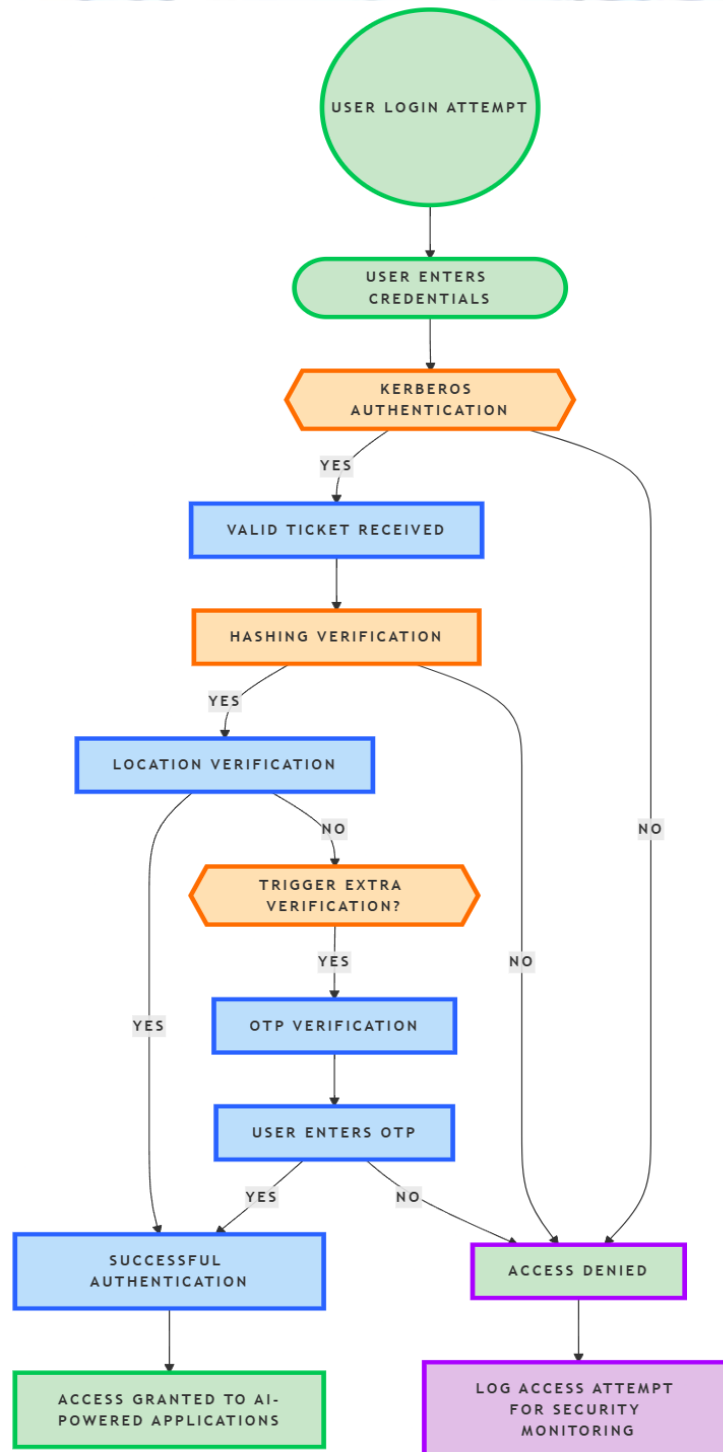 USER LOGIN ATTEMPT
USER ENTERS
CREDENTIALS
KERBEROS
AUTHENTICATION
YES
VALID TICKET RECEIVED
HASHING VERIFICATION
YES
LOCATION VERIFICATION
NO
NO
TRIGGER EXTRA
VERIFICATION?
YES
NO
OTP VERIFICATION
YES
USER ENTERS OTP
YES
NO
SUCCESSFUL
AUTHENTICATION
ACCESS DENIED
ACCESS GRANTED TO AI-
POWERED APPLICATIONS
LOG ACCESS ATTEMPT
FOR SECURITY
MONITORING